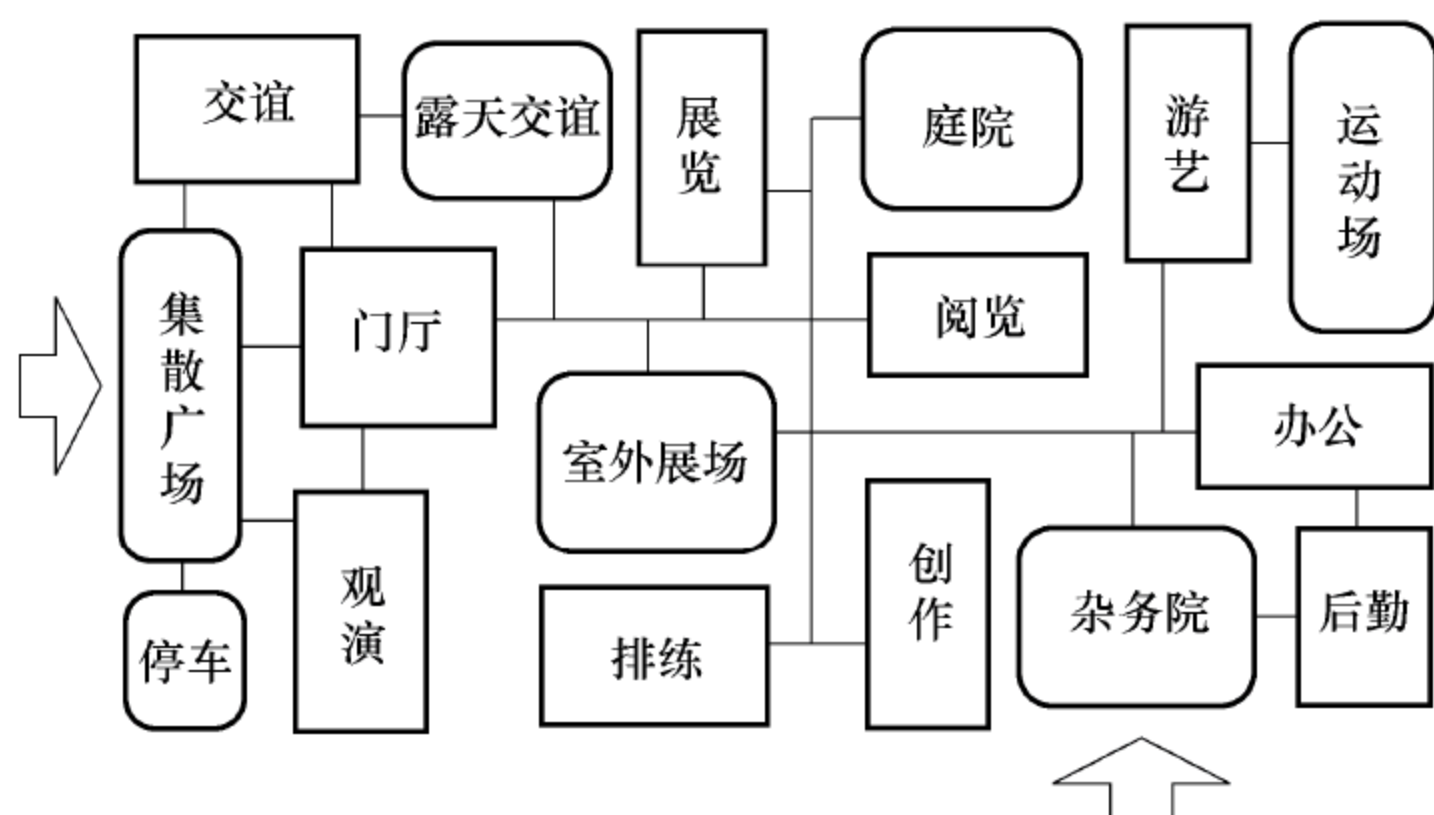 交谊
露天交谊
展览
庭院
游艺
运动场
集散广场
门厅
阅览
室外展场
办公
观演
创作
杂务院
后勤
停车
排练